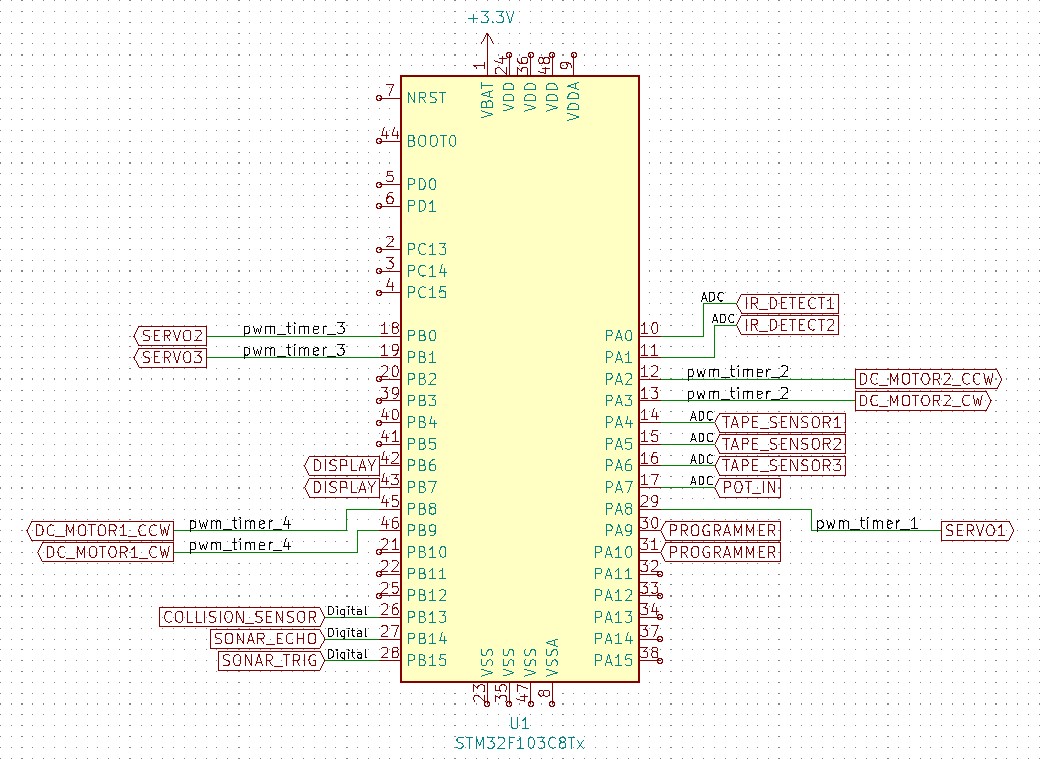 +3.3V
1 24 36 48 9
VBAT VDD VDD VDD VDDA
7 NRST
44 BOOT0
5 PD0
6 PD1
2 PC13
3 PC14
4 PC15
ADC IR_DETECT1
ADC IR_DETECT2
SERVO2 pwm_timer_3 18 PB0 PA0 10
SERVO3 pwm_timer_3 19 PB1 PA1 11
20 PB2 PA2 12 pwm_timer_2 DC_MOTOR2_CCW
39 PB3 PA3 13 pwm_timer_2 DC_MOTOR2_CW
40 PB4 PA4 14 ADC TAPE_SENSOR1
41 PB5 PA5 15 ADC TAPE_SENSOR2
DISPLAY 42 PB6 PA6 16 ADC TAPE_SENSOR3
DISPLAY 43 PB7 PA7 17 ADC POT_IN
45 PB8 PA8 29
DC_MOTOR1_CCW pwm_timer_4 46 PB9 PA9 30 PROGRAMMER pwm_timer_1 SERVO1
DC_MOTOR1_CW pwm_timer_4 21 PB10 PA10 31 PROGRAMMER
22 PB11 PA11 32
25 PB12 PA12 33
COLLISION_SENSOR Digital 26 PB13 PA13 34
SONAR_ECHO Digital 27 PB14 PA14 37
SONAR_TRIG Digital 28 PB15 PA15 38
VSS VSS VSS VSSA
23 35 47 8
U1
STM32F103C8Tx